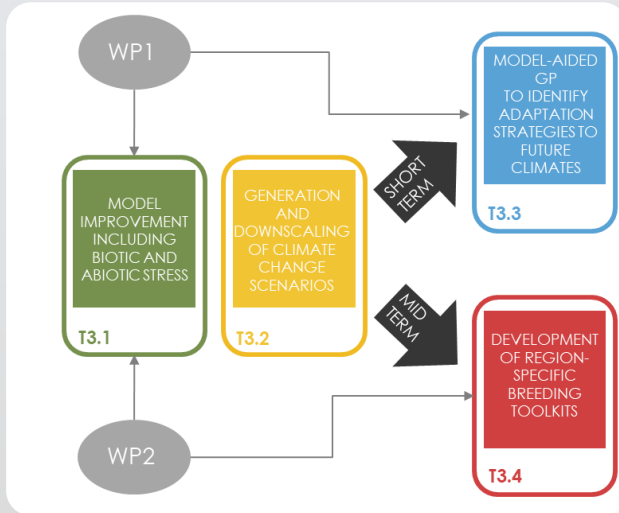 WP1
MODEL
IMPROVEMENT
INCLUDING
BIOTIC AND
ABIOTIC STRESS
T3.1
GENERATION
AND
DOWNSCALING
OF CLIMATE
CHANGE
SCENARIOS
T3.2
SHORT
TERM
MID
TERM
MODEL-AIDED
GP
TO IDENTIFY
ADAPTATION
STRATEGIES TO
FUTURE
CLIMATES
T3.3
DEVELOPMENT
OF REGION-
SPECIFIC
BREEDING
TOOLKITS
T3.4
WP2